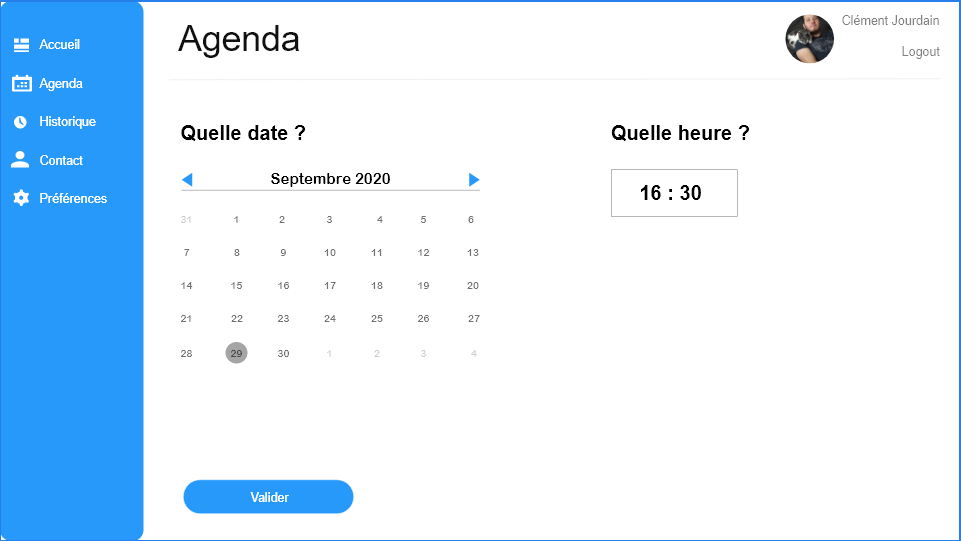 Accueil
Agenda
Historique
Contact
Préférences
Agenda
Clément Jourdain
Logout
Quelle date ?
Septembre 2020
31 1 2 3 4 5 6
7 8 9 10 11 12 13
14 15 16 17 18 19 20
21 22 23 24 25 26 27
28 29 30 1 2 3 4
Quelle heure ?
16 : 30
Valider